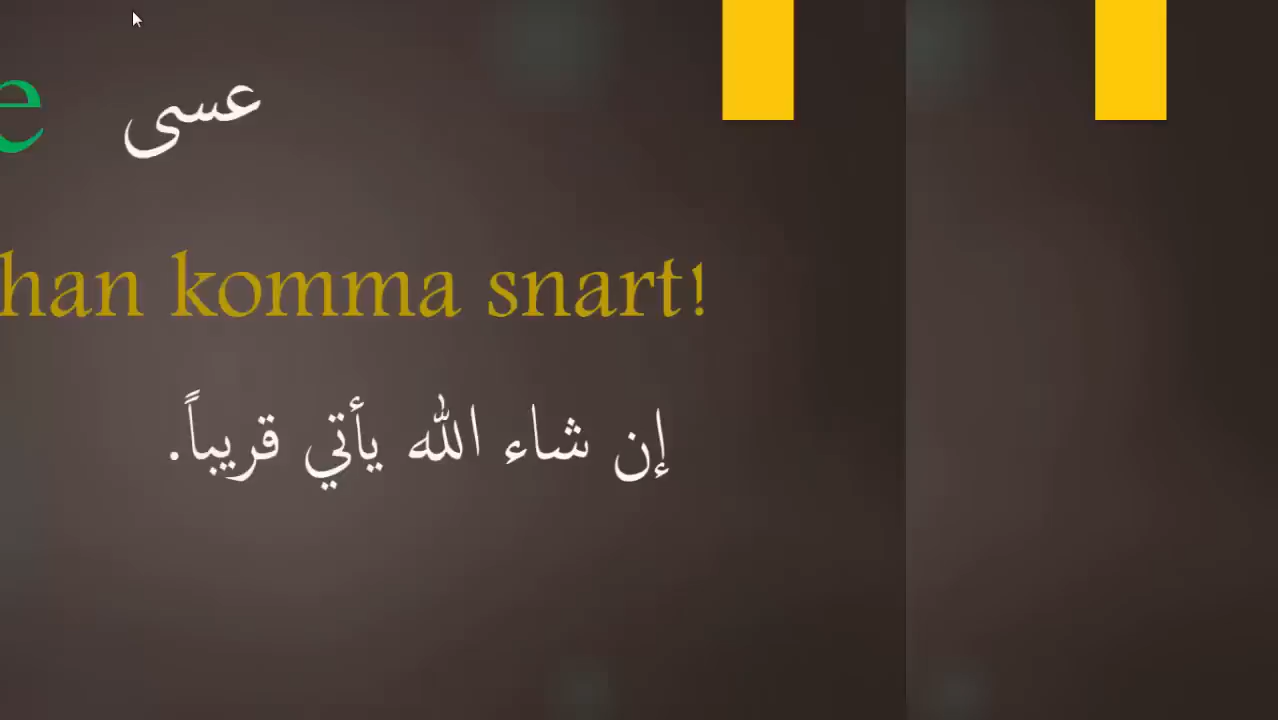 e عسى
han komma snart!
إن شاء الله يأتي قريباً.